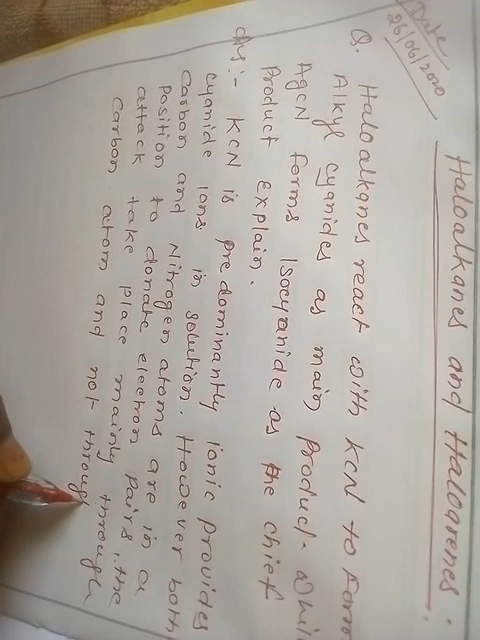 Date
26/06/2020
Haloalkanes and Haloarenes.
Q. Haloalkanes react with KCN to Form
Alkyl cyanides as main Product. Whil
AgCN forms Isocyanide as the chief
Product explain.
Ans:- KCN is predominantly ionic provides
cyanide ions in solution. However both
Carbon and Nitrogen atoms are in a
Position to donate electron pairs, the
attack take place mainly through
Carbon atom and not through